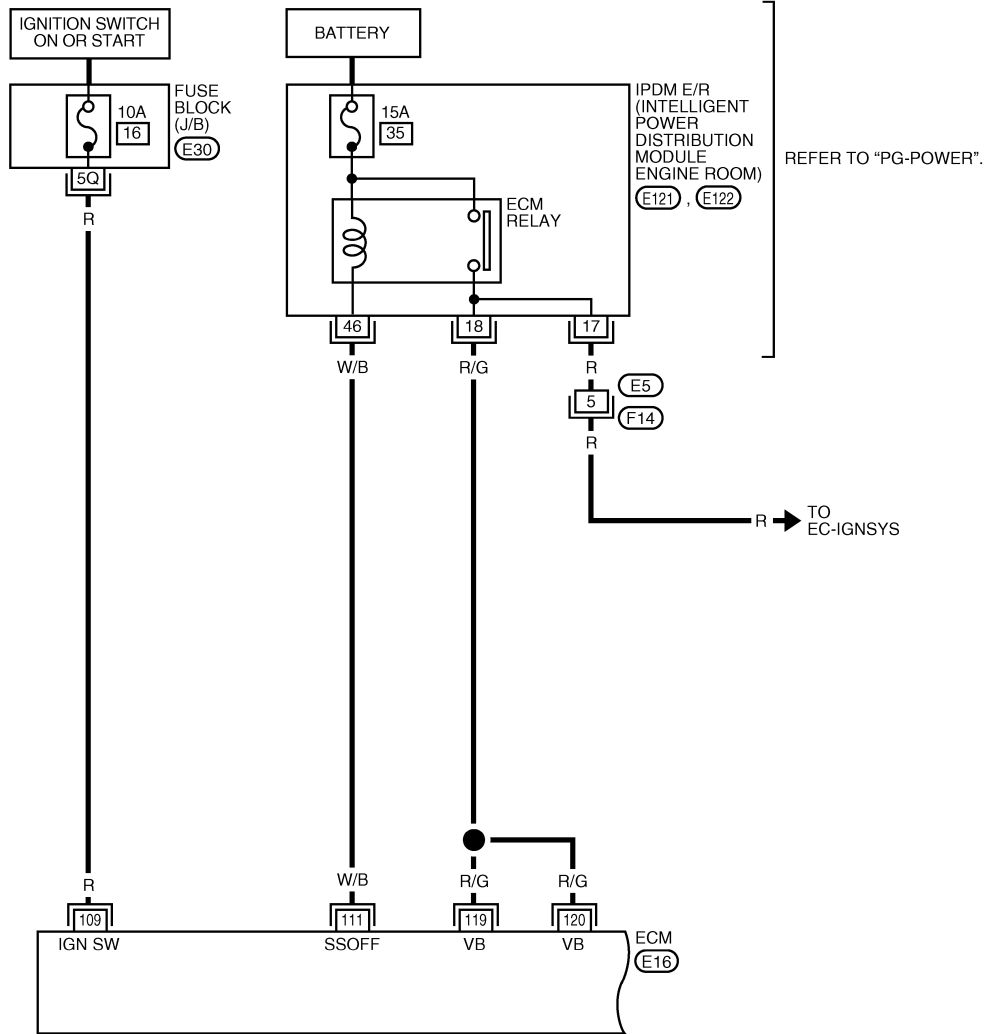 IGNITION SWITCH
ON OR START
BATTERY
FUSE
BLOCK
(J/B)
E30
10A
16
5Q
R
15A
35
IPDM E/R
(INTELLIGENT
POWER
DISTRIBUTION
MODULE
ENGINE ROOM)
E121 , E122
REFER TO “PG-POWER”.
ECM
RELAY
46
18
17
W/B
R/G
R
5
E5
F14
R
R
TO
EC-IGNSYS
R
W/B
R/G
R/G
109
111
119
120
IGN SW
SSOFF
VB
VB
ECM
E16